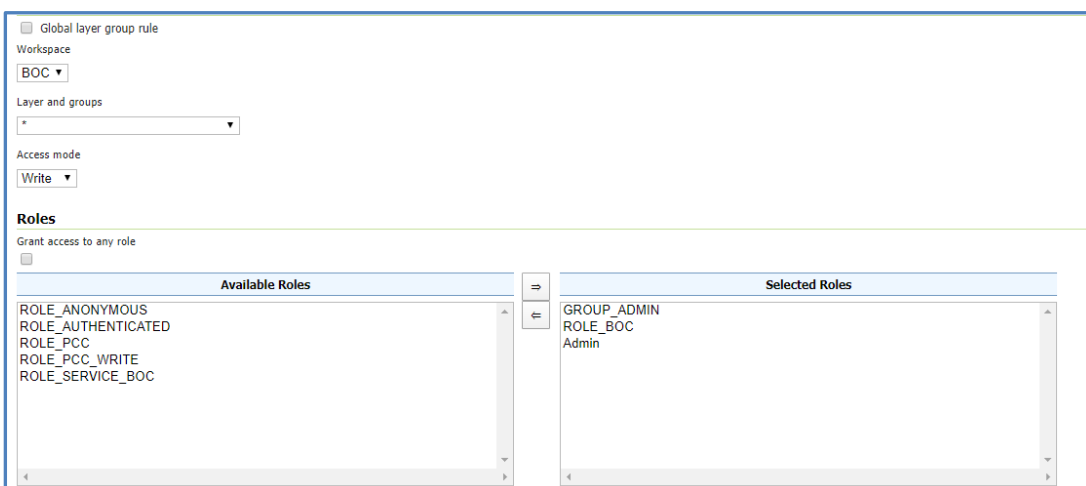 Global layer group rule
Workspace
BOC
Layer and groups
*
Access mode
Write
Roles
Grant access to any role
Available Roles
ROLE_ANONYMOUS
ROLE_AUTHENTICATED
ROLE_PCC
ROLE_PCC_WRITE
ROLE_SERVICE_BOC
⇒
⇐
Selected Roles
GROUP_ADMIN
ROLE_BOC
Admin